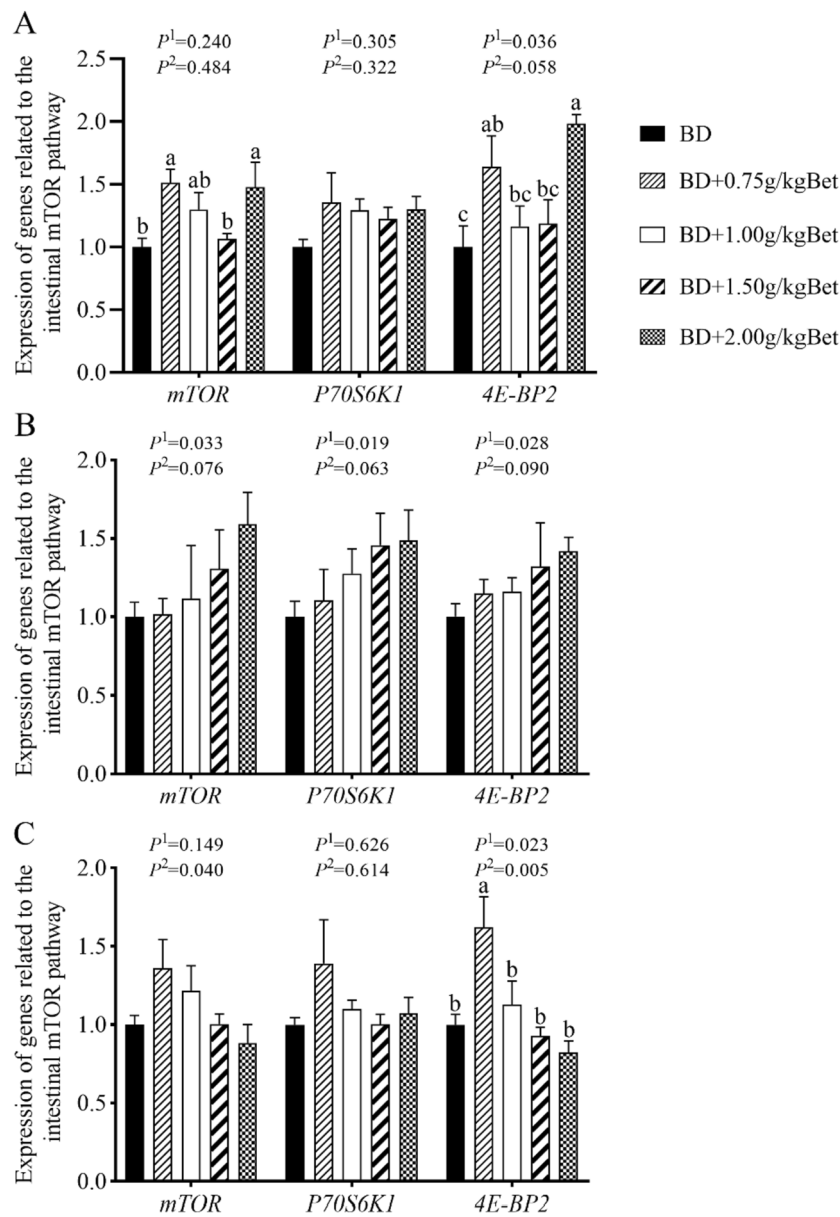 A
P¹=0.240
P²=0.484
P¹=0.305
P²=0.322
P¹=0.036
P²=0.058
Expression of genes related to the
intestinal mTOR pathway
2.5
2.0
1.5
1.0
0.5
0.0
b
a
ab
b
a
c
ab
bc
bc
a
mTOR
P70S6K1
4E-BP2
BD
BD+0.75g/kgBet
BD+1.00g/kgBet
BD+1.50g/kgBet
BD+2.00g/kgBet
B
P¹=0.033
P²=0.076
P¹=0.019
P²=0.063
P¹=0.028
P²=0.090
Expression of genes related to the
intestinal mTOR pathway
2.0
1.5
1.0
0.5
0.0
mTOR
P70S6K1
4E-BP2
C
P¹=0.149
P²=0.040
P¹=0.626
P²=0.614
P¹=0.023
P²=0.005
Expression of genes related to the
intestinal mTOR pathway
2.0
1.5
1.0
0.5
0.0
b
a
b
b
b
mTOR
P70S6K1
4E-BP2